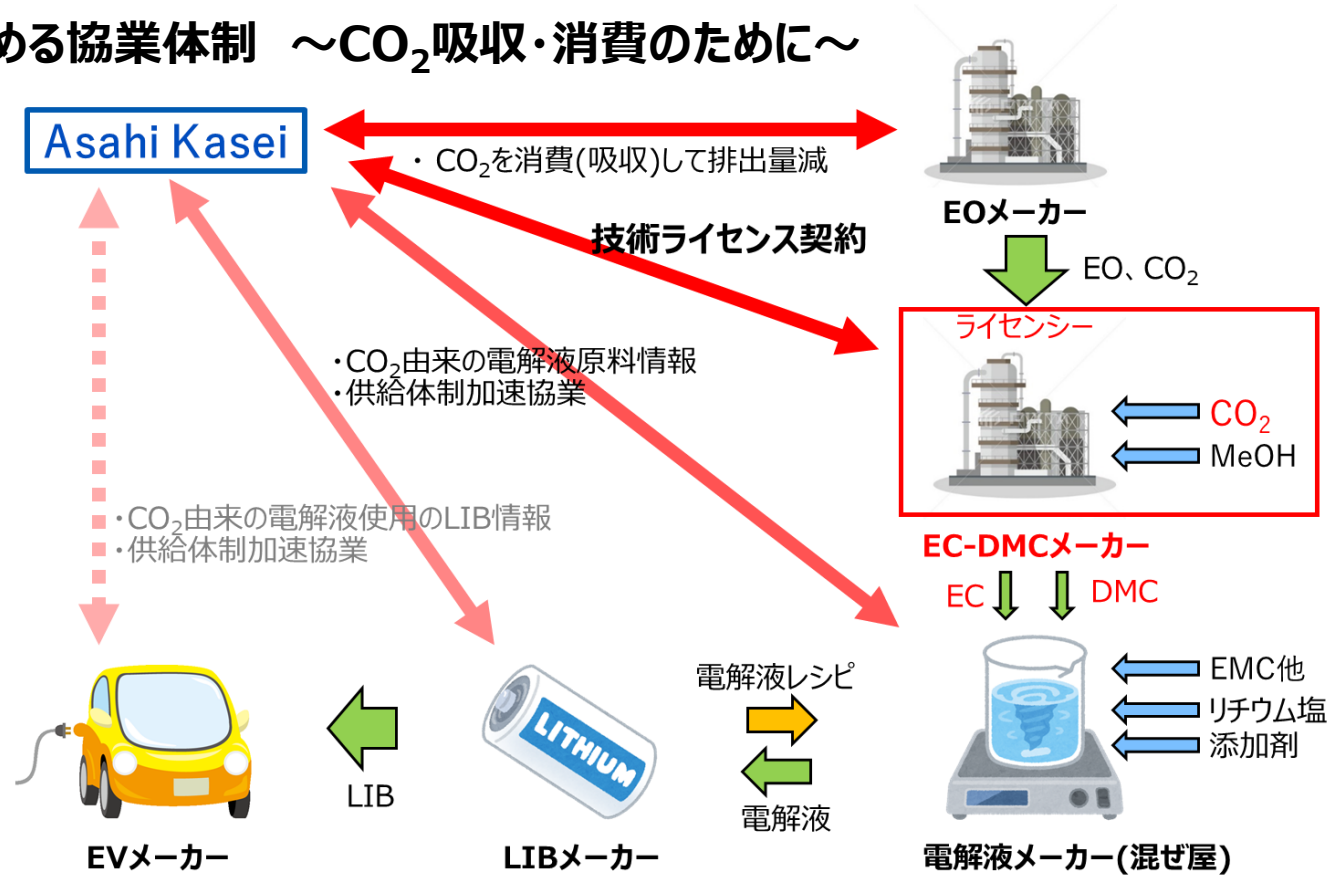 める協業体制 ～CO₂吸収・消費のために～
Asahi Kasei
・ CO₂を消費(吸収)して排出量減
EOメーカー
技術ライセンス契約
EO、CO₂
ライセンシー
・CO₂由来の電解液原料情報
・供給体制加速協業
CO₂
MeOH
・CO₂由来の電解液使用のLIB情報
・供給体制加速協業
EC-DMCメーカー
EC
DMC
電解液レシピ
EMC他
リチウム塩
添加剤
LITHIUM
LIB
電解液
EVメーカー
LIBメーカー
電解液メーカー(混ぜ屋)